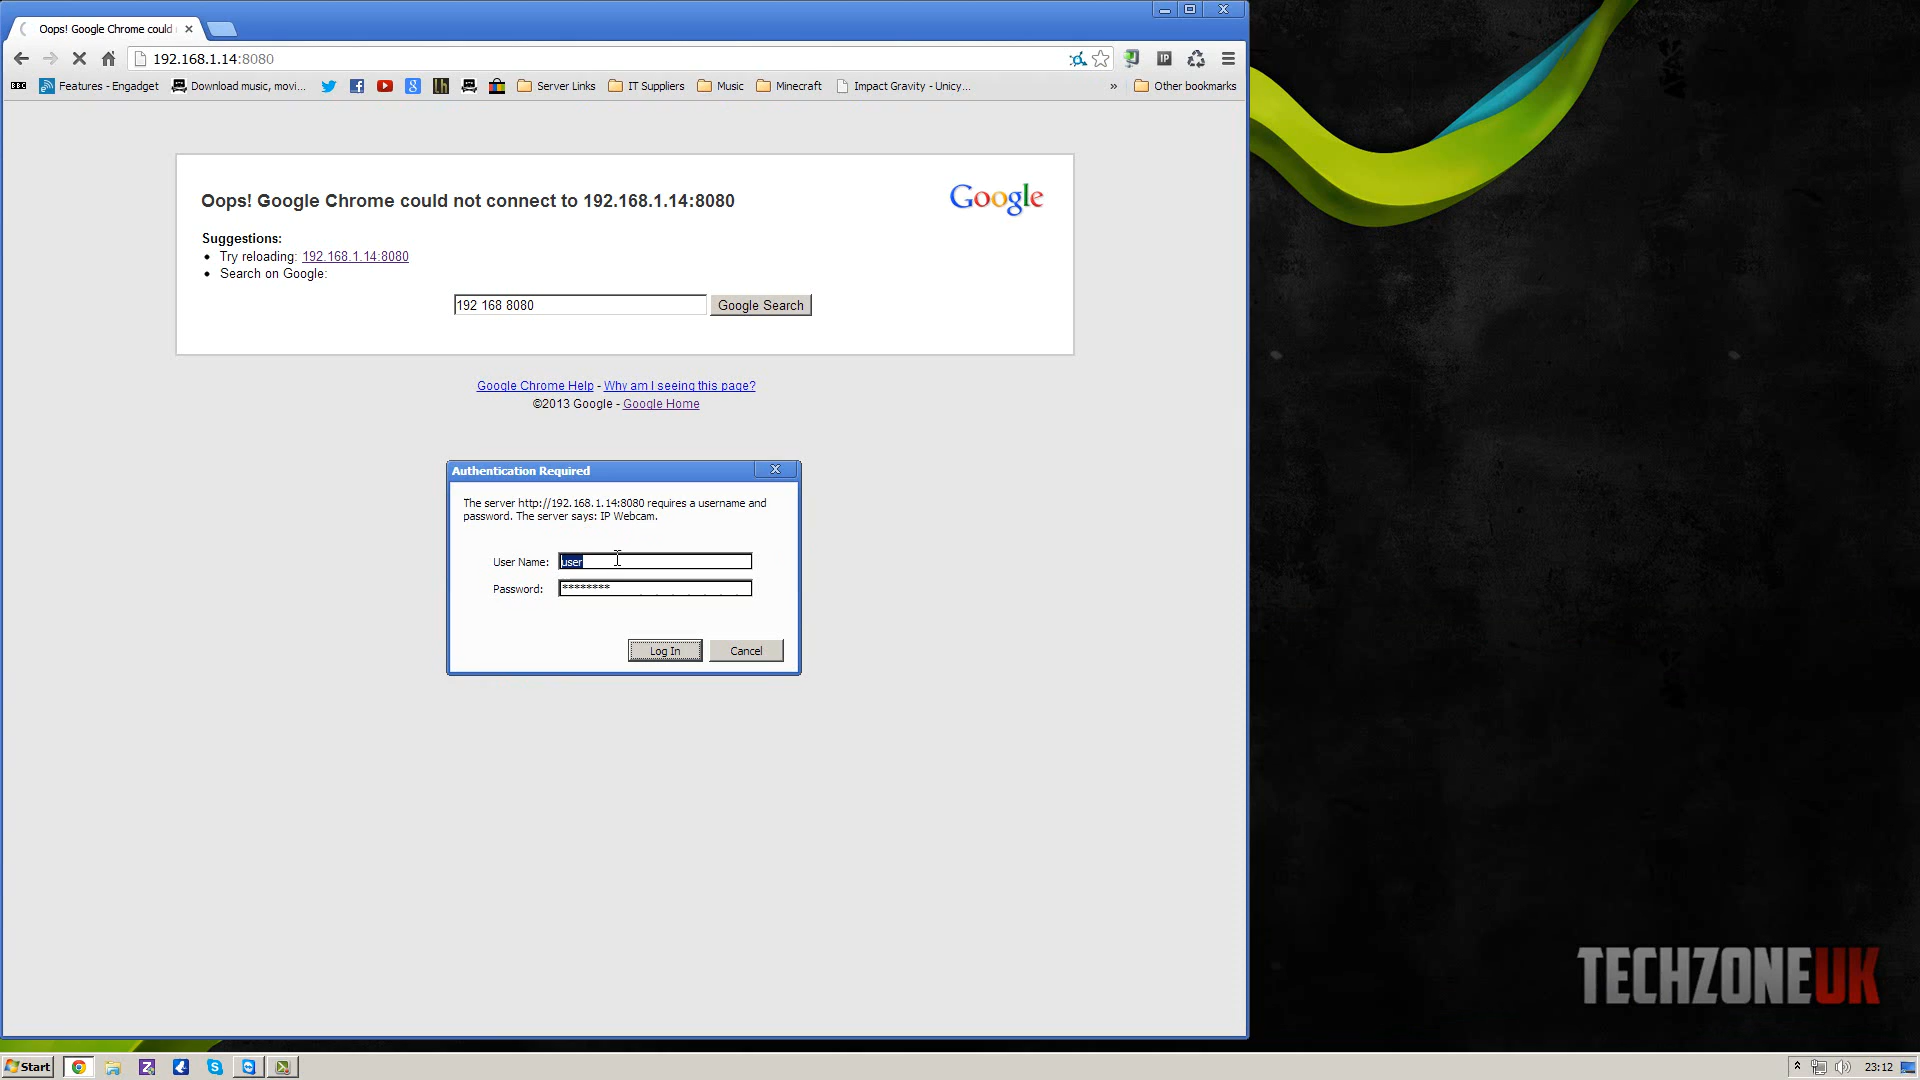 Oops! Google Chrome could
192.168.1.14:8080
BBC
Features - Engadget
Download music, movi...
lh
Server Links
IT Suppliers
Music
Minecraft
Impact Gravity - Unicy...
»
Other bookmarks
IP
Oops! Google Chrome could not connect to 192.168.1.14:8080
Google
Suggestions:
Try reloading: 192.168.1.14:8080
Search on Google:
192 168 8080
Google Search
Google Chrome Help - Why am I seeing this page?
©2013 Google - Google Home
Authentication Required
The server http://192.168.1.14:8080 requires a username and
password. The server says: IP Webcam.
User Name: user
Password: ********
Log In
Cancel
TECHZONEUK
Start
23:12